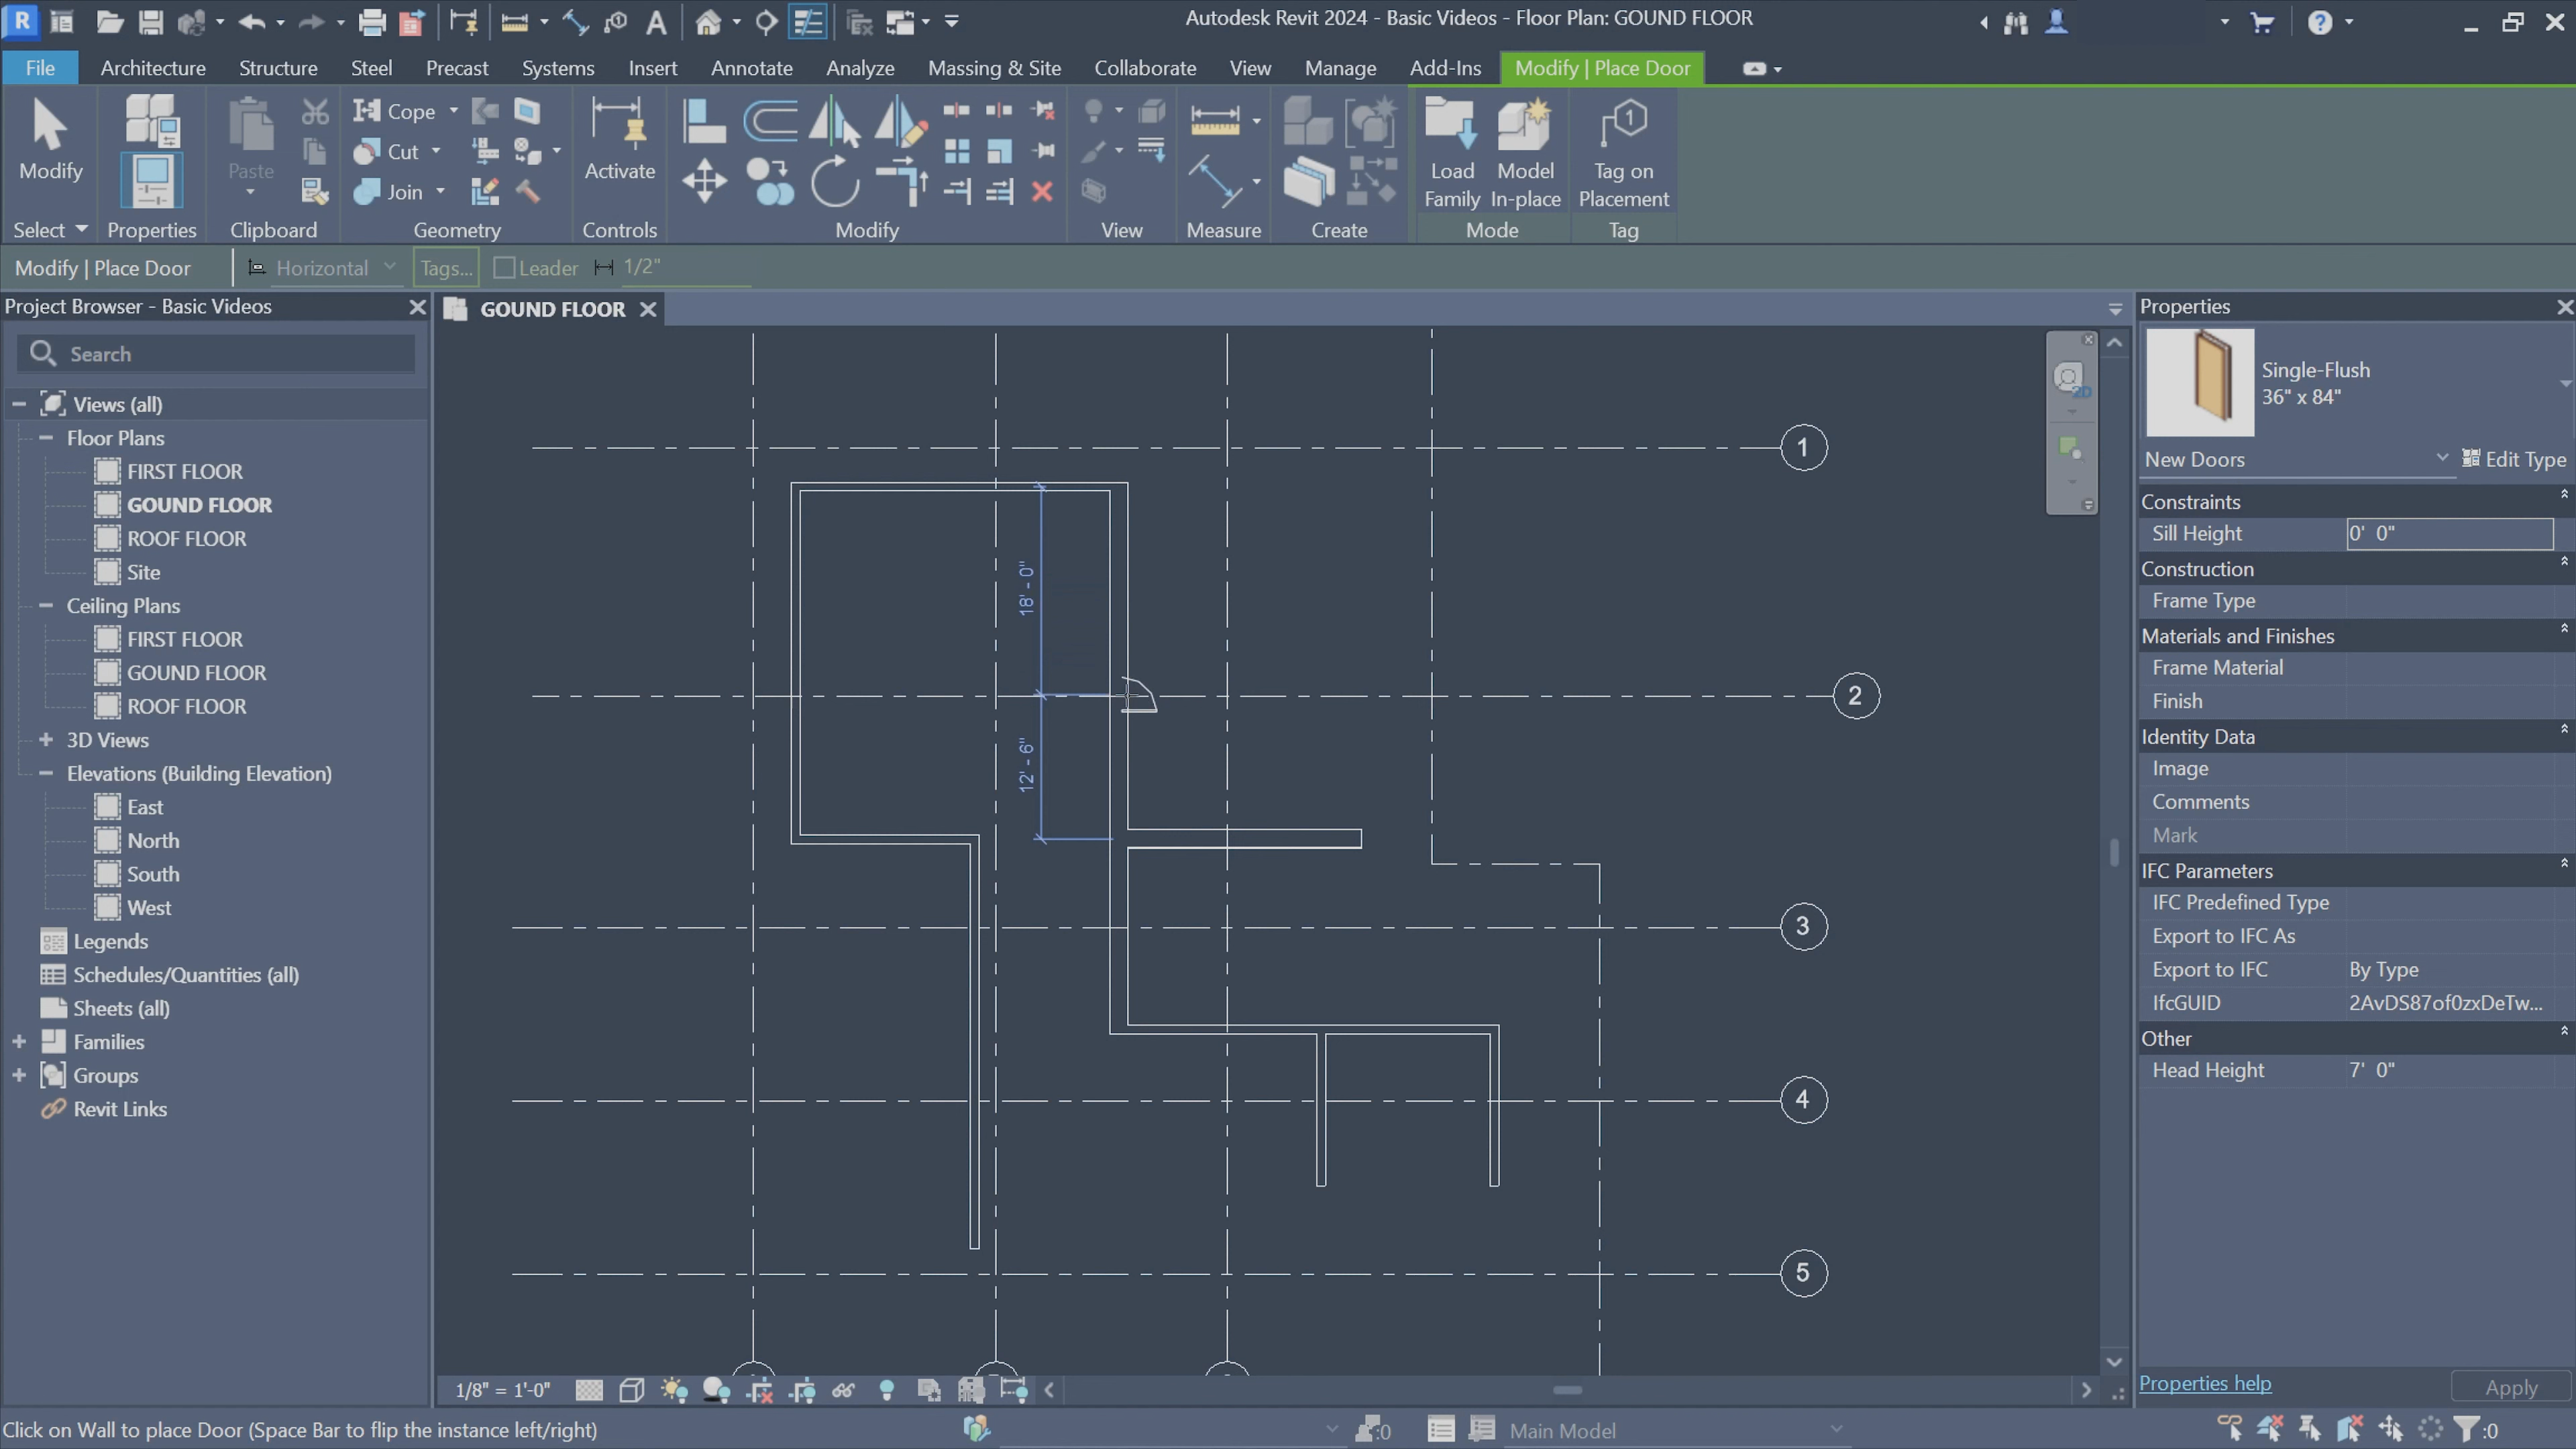 R
Autodesk Revit 2024 - Basic Videos - Floor Plan: GOUND FLOOR
File Architecture Structure Steel Precast Systems Insert Annotate Analyze Massing & Site Collaborate View Manage Add-Ins Modify | Place Door
Cope
Cut
Join
Modify
Paste
Activate
Load Family
Model In-place
Tag on Placement
Select Properties Clipboard Geometry Controls Modify View Measure Create Mode Tag
Modify | Place Door Horizontal Tags... Leader 1/2"
Project Browser - Basic Videos
Search
Views (all)
Floor Plans
FIRST FLOOR
GOUND FLOOR
ROOF FLOOR
Site
Ceiling Plans
FIRST FLOOR
GOUND FLOOR
ROOF FLOOR
3D Views
Elevations (Building Elevation)
East
North
South
West
Legends
Schedules/Quantities (all)
Sheets (all)
Families
Groups
Revit Links
GOUND FLOOR
2D
1
18' - 0"
2
12' - 6"
3
4
5
Properties
Single-Flush
36" x 84"
New Doors Edit Type
Constraints
Sill Height 0' 0"
Construction
Frame Type
Materials and Finishes
Frame Material
Finish
Identity Data
Image
Comments
Mark
IFC Parameters
IFC Predefined Type
Export to IFC As
Export to IFC By Type
IfcGUID 2AvDS87of0zxDeTw...
Other
Head Height 7' 0"
Properties help Apply
1/8" = 1'-0"
Click on Wall to place Door (Space Bar to flip the instance left/right) :0 Main Model :0